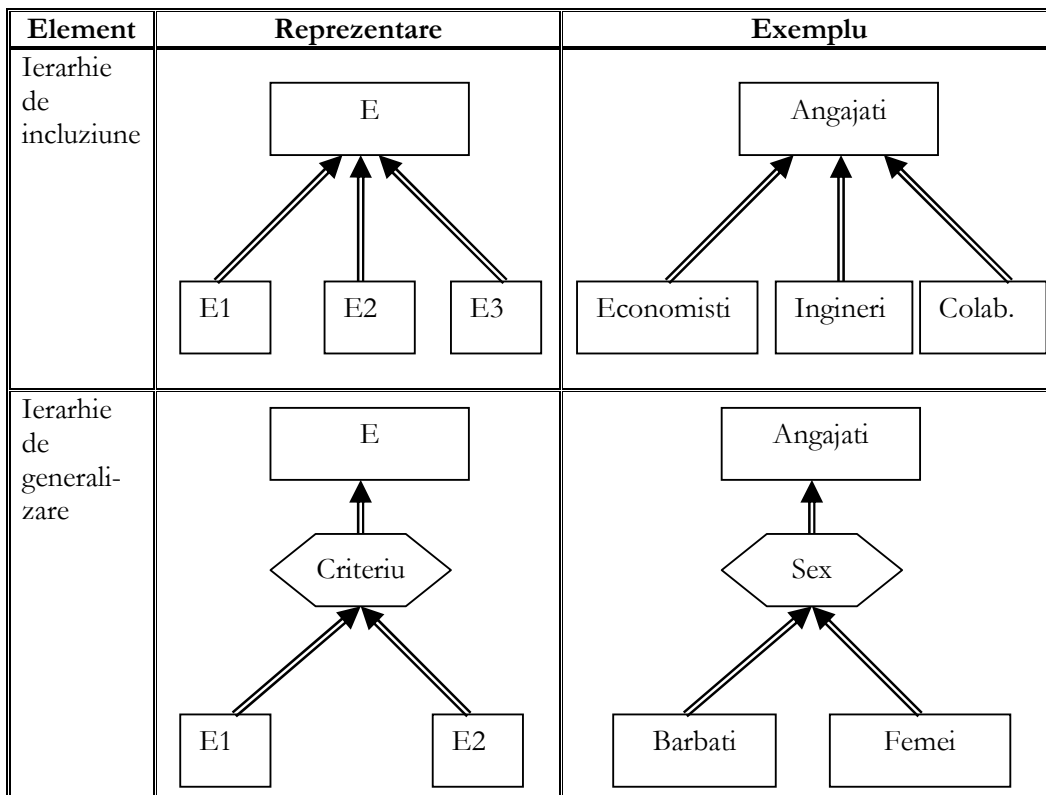 Element Reprezentare Exemplu
Ierarhie
de
incluziune
E
E1 E2 E3
Angajati
Economisti Ingineri Colab.
Ierarhie
de
generali-
zare
E
Criteriu
E1 E2
Angajati
Sex
Barbati Femei